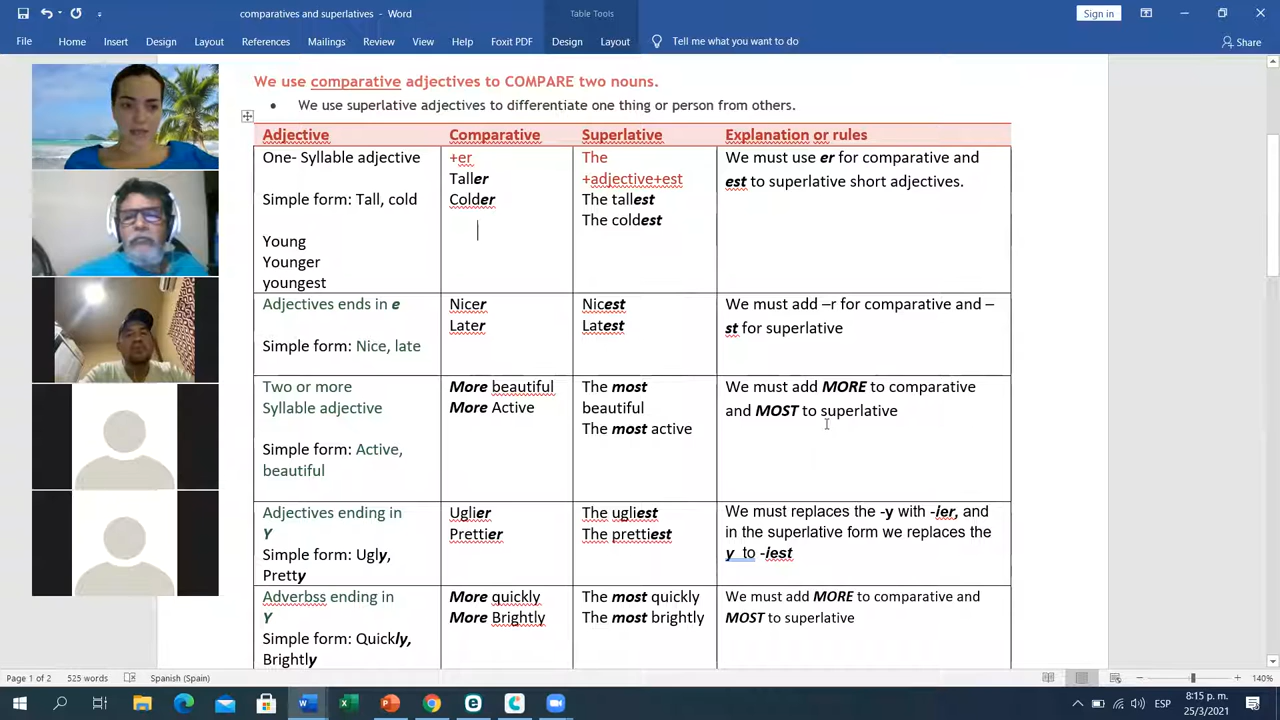 comparatives and superlatives - Word
Table Tools
Sign in
File Home Insert Draw Design Layout References Mailings Review View Help Foxit PDF Design Layout Tell me what you want to do Share
We use comparative adjectives to COMPARE two nouns.
• We use superlative adjectives to differentiate one thing or person from others.
Adjective Comparative Superlative Explanation or rules
One- Syllable adjective
Simple form: Tall, cold
Young
Younger
youngest
+er
Taller
Colder
The
+adjective+est
The tallest
The coldest
We must use er for comparative and
est to superlative short adjectives.
Adjectives ends in e
Simple form: Nice, late
Nicer
Later
Nicest
Latest
We must add –r for comparative and –
st for superlative
Two or more
Syllable adjective
Simple form: Active,
beautiful
More beautiful
More Active
The most
beautiful
The most active
We must add MORE to comparative
and MOST to superlative
Adjectives ending in
Y
Simple form: Ugly,
Pretty
Uglier
Prettier
The ugliest
The prettiest
We must replaces the -y with -ier, and
in the superlative form we replaces the
y to -iest
Adverbss ending in
Y
Simple form: Quickly,
Brightly
More quickly
More Brightly
The most quickly
The most brightly
We must add MORE to comparative and
MOST to superlative
Page 1 of 2 525 words Spanish (Spain) 140%
ESP
8:15 p. m.
25/3/2021